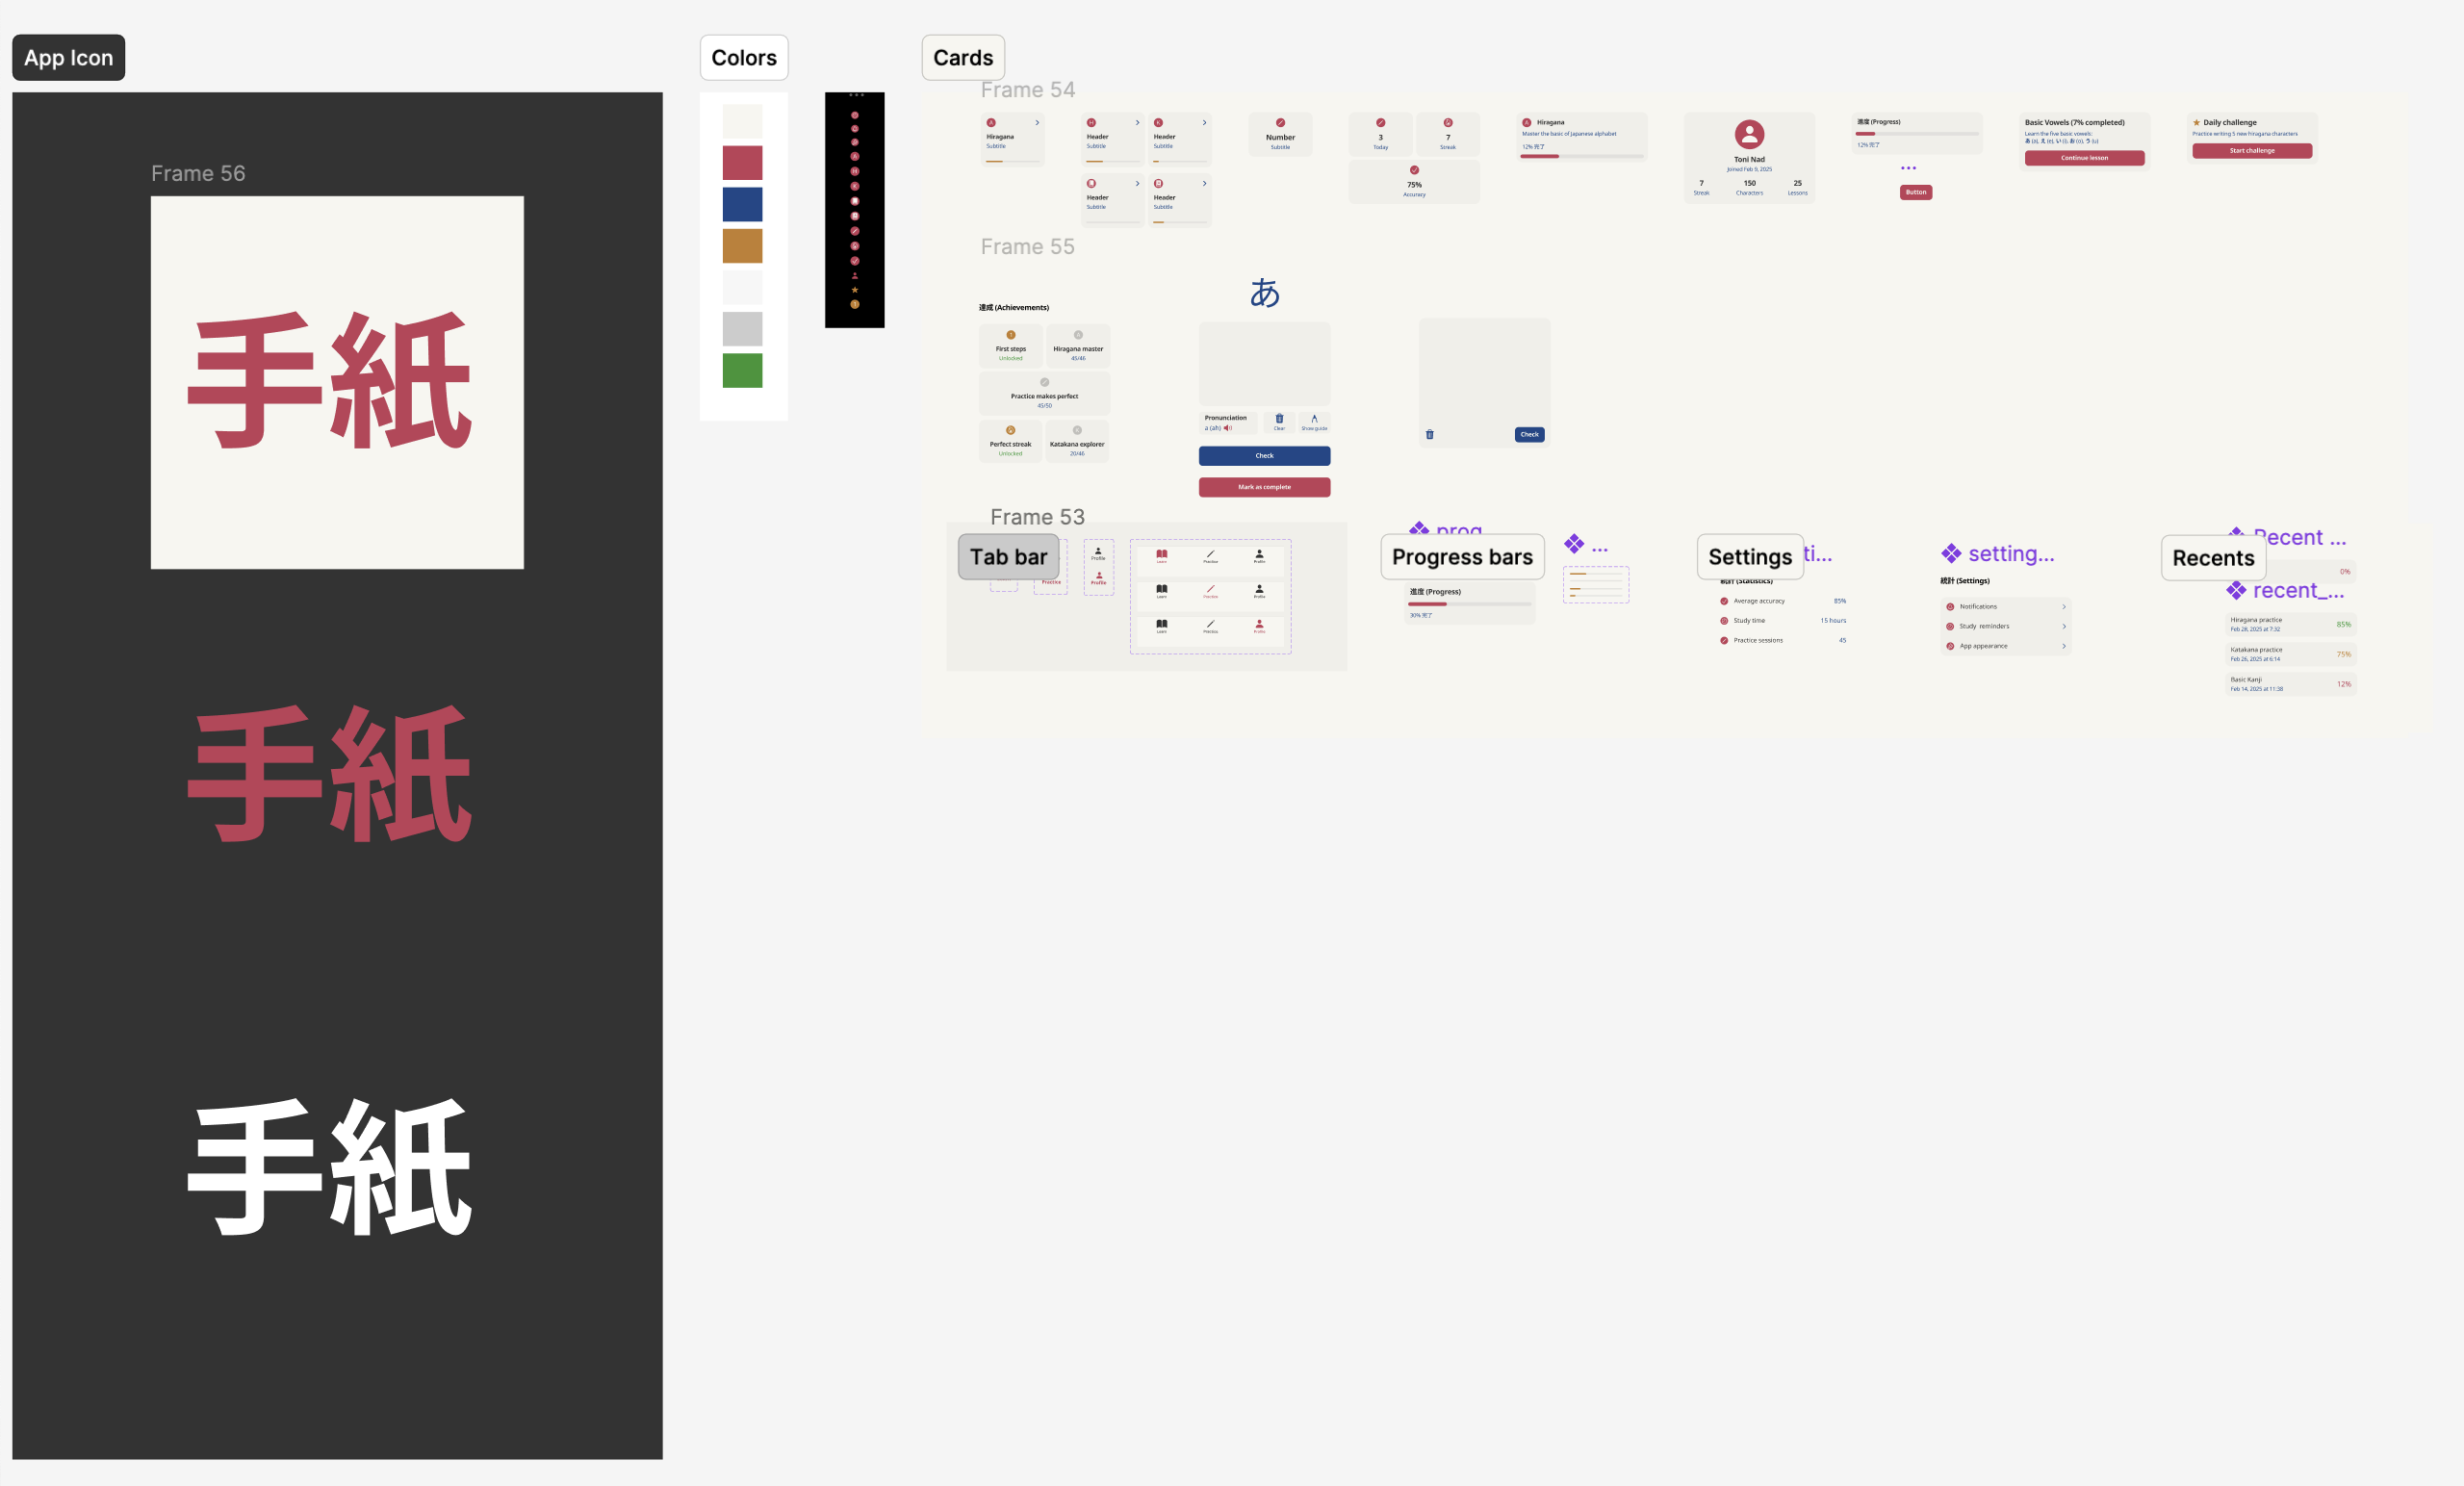 App Icon
Colors
Cards
Frame 56
手紙
手紙
手紙
Frame 54
Hiragana
Subtitle
Header
Subtitle
Header
Subtitle
Header
Subtitle
Header
Subtitle
Number
Subtitle
3
Today
7
Streak
75%
Accuracy
Hiragana
Master the basic of japanese alphabet
12% 完了
Toni Nad
Joined Feb 9, 2025
7
Streak
150
Characters
25
Lessons
進度 (Progress)
12% 完了
...
Button
Basic Vowels (7% completed)
Learn the five basic vowels:
Continue lesson
Daily challenge
Practice writing 5 new hiragana characters
Start challenge
Frame 55
達成 (Achievements)
First steps
Unlocked
Hiragana master
45/46
Practice makes perfect
45/50
Perfect streak
Unlocked
Katakana explorer
20/46
あ
Pronunciation
a (ah)
Clear
Show guide
Check
Mark as complete
Check
Frame 53
Tab bar
Practice
Profile
Profile
Learn
Practice
Profile
Learn
Practice
Profile
Learn
Practice
Profile
prog
Progress bars
進度 (Progress)
30% 完了
...
Settings
ti...
統計 (Statistics)
Average accuracy
85%
Study time
15 hours
Practice sessions
45
setting...
統計 (Settings)
Notifications
Study reminders
App appearance
Recent ...
Recents
0%
recent_...
Hiragana practice
Feb 28, 2025 at 7:32
85%
Katakana practice
Feb 26, 2025 at 6:14
75%
Basic Kanji
Feb 14, 2025 at 11:38
12%